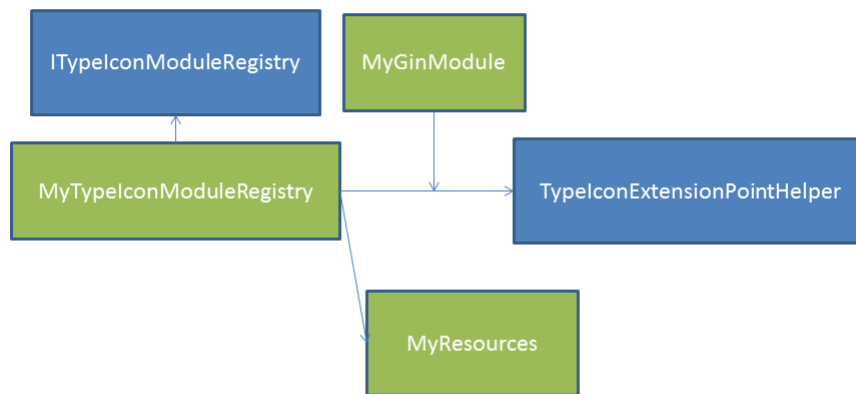 ITypeIconModuleRegistry
MyGinModule
MyTypeIconModuleRegistry
TypeIconExtensionPointHelper
MyResources